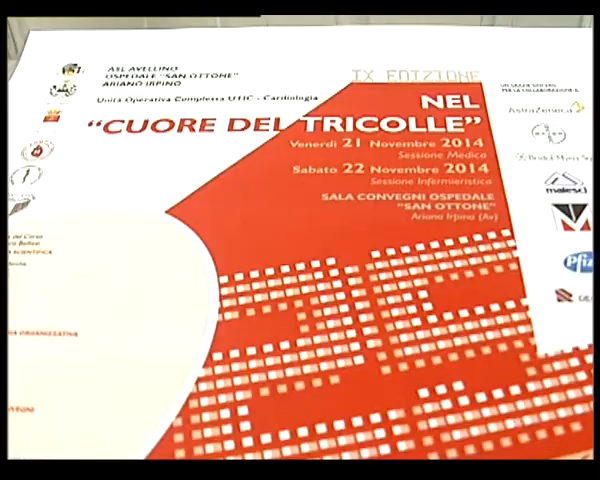 ASL AVELLINO
OSPEDALE "SAN OTTONE"
ARIANO IRPINO
Unità Operativa Complessa UTIC - Cardiologia
IX EDIZIONE
NEL
"CUORE DEL TRICOLLE"
Venerdì 21 Novembre 2014
Sessione Medica
Sabato 22 Novembre 2014
Sessione Infermieristica
SALA CONVEGNI OSPEDALE
"SAN OTTONE"
Ariano Irpino (Av)
AstraZeneca
malesci
Pfiz